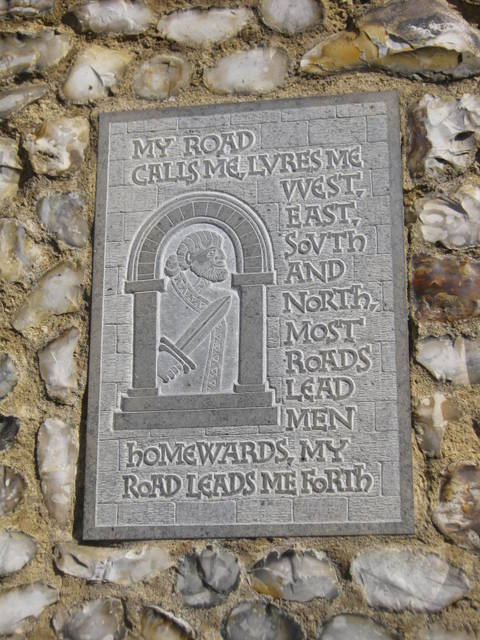 MY ROAD
CALLS ME, LVRES ME
WEST,
EAST,
SOVTH
AND
NORTH,
MOST
ROADS
LEAD
MEN
HOMEWARDS, MY
ROAD LEADS ME FORTH